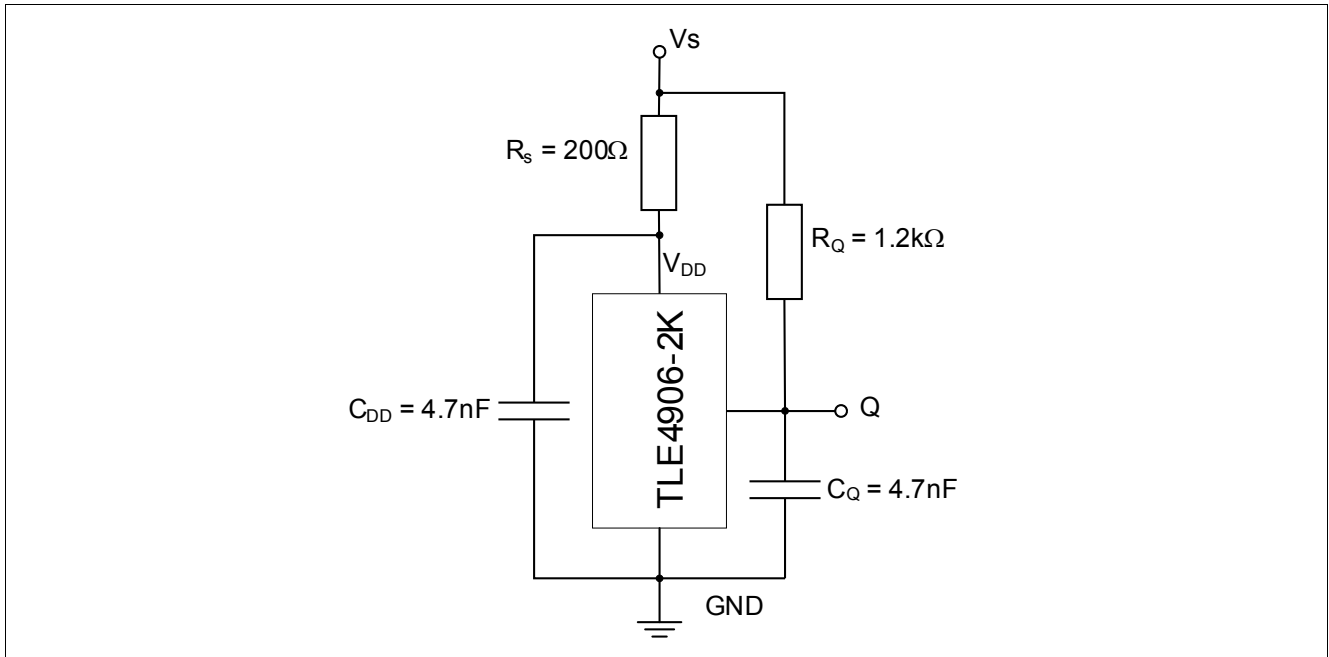 Vs
Rs = 200Ω
RQ = 1.2kΩ
VDD
TLE4906-2K
CDD = 4.7nF
Q
CQ = 4.7nF
GND